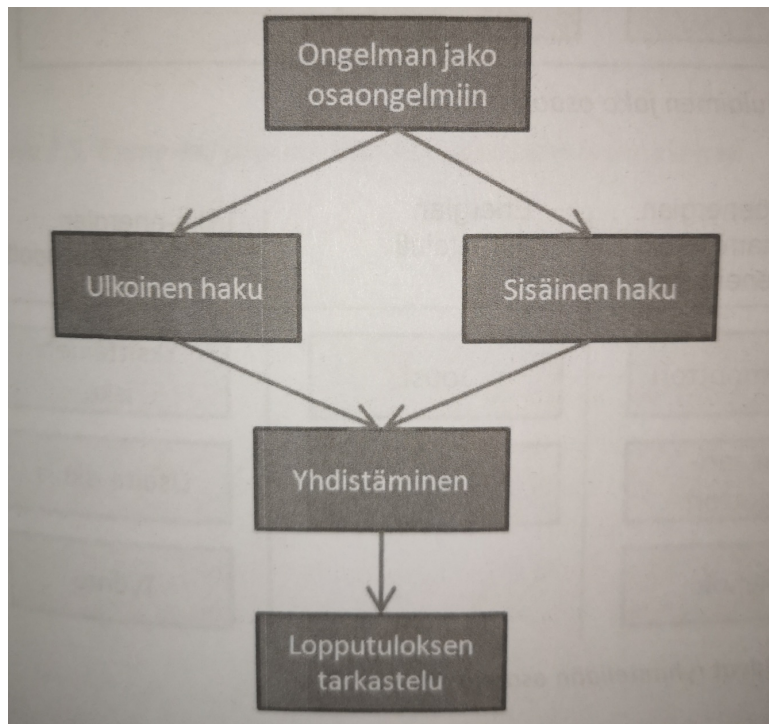 Ongelman jako
osaongelmiin
Ulkoinen haku
Sisäinen haku
Yhdistäminen
Lopputuloksen
tarkastelu